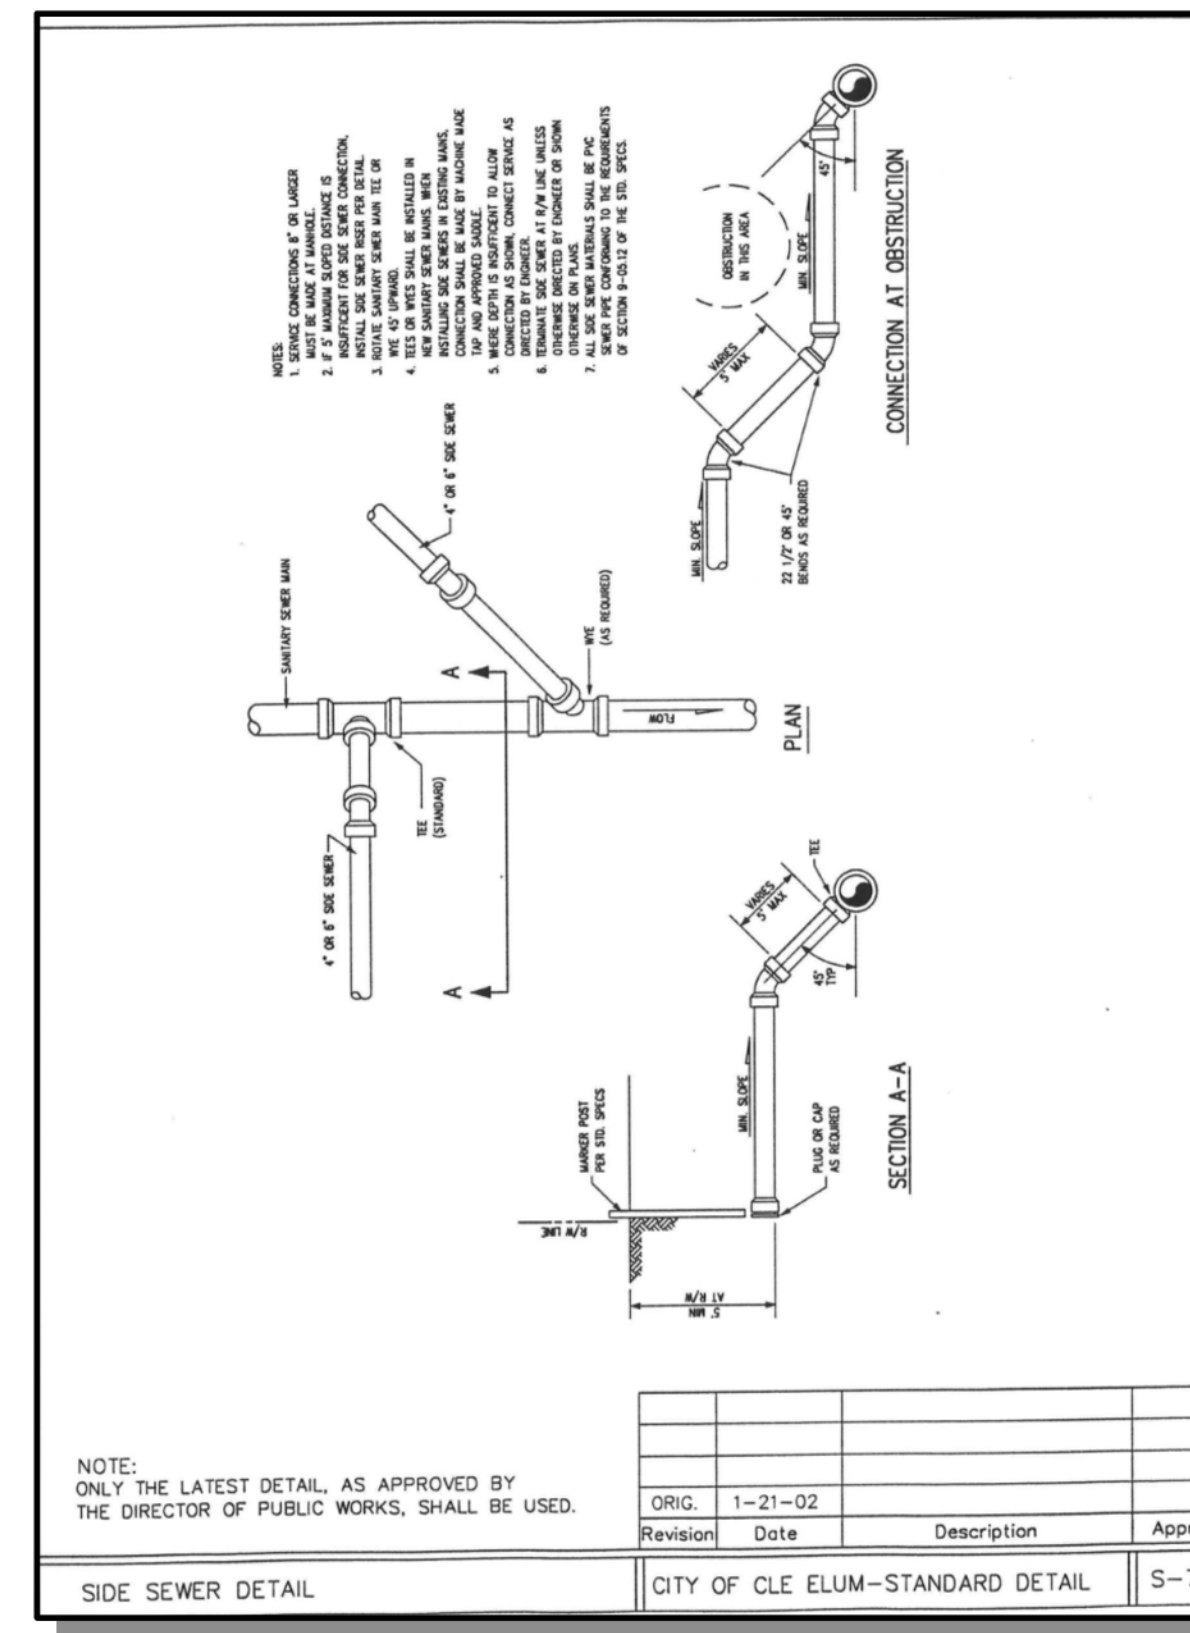 NOTES:
1. SERVICE CONNECTIONS 8" OR LARGER
MUST BE MADE AT MANHOLE.
2. IF 5' MAXIMUM SLOPED DISTANCE IS
INSUFFICIENT FOR SIDE SEWER CONNECTION,
INSTALL SIDE SEWER RISER PER DETAIL.
3. ROTATE SANITARY SEWER MAIN TEE OR
WYE 45° UPWARD.
4. TEES OR WYES SHALL BE INSTALLED IN
NEW SANITARY SEWER MAINS. WHEN
INSTALLING SIDE SEWERS IN EXISTING MAINS,
CONNECTION SHALL BE MADE BY MACHINE MADE
TAP AND APPROVED SADDLE.
5. WHERE DEPTH IS INSUFFICIENT TO ALLOW
CONNECTION AS SHOWN, CONNECT SERVICE AS
DIRECTED BY ENGINEER.
6. TERMINATE SIDE SEWER AT R/W LINE UNLESS
OTHERWISE DIRECTED BY ENGINEER OR SHOWN
OTHERWISE ON PLANS.
7. ALL SIDE SEWER MATERIALS SHALL BE PVC
SEWER PIPE CONFORMING TO THE REQUIREMENTS
OF SECTION 9-05.12 OF THE STD. SPECS.
SANITARY SEWER MAIN
4" OR 6" SIDE SEWER
4" OR 6" SIDE SEWER
TEE
(STANDARD)
A
A
WYE
(AS REQUIRED)
FLOW
PLAN
OBSTRUCTION
IN THIS AREA
45°
MIN. SLOPE
VARIES
5' MAX
MIN. SLOPE
22 1/2° OR 45°
BENDS AS REQUIRED
CONNECTION AT OBSTRUCTION
MARKER POST
PER STD. SPECS
R/W LINE
5' MIN
AT R/W
MIN. SLOPE
PLUG OR CAP
AS REQUIRED
VARIES
5' MAX
TEE
45°
TYP
SECTION A-A
NOTE:
ONLY THE LATEST DETAIL, AS APPROVED BY
THE DIRECTOR OF PUBLIC WORKS, SHALL BE USED.
ORIG. 1-21-02
Revision Date Description
SIDE SEWER DETAIL
CITY OF CLE ELUM-STANDARD DETAIL